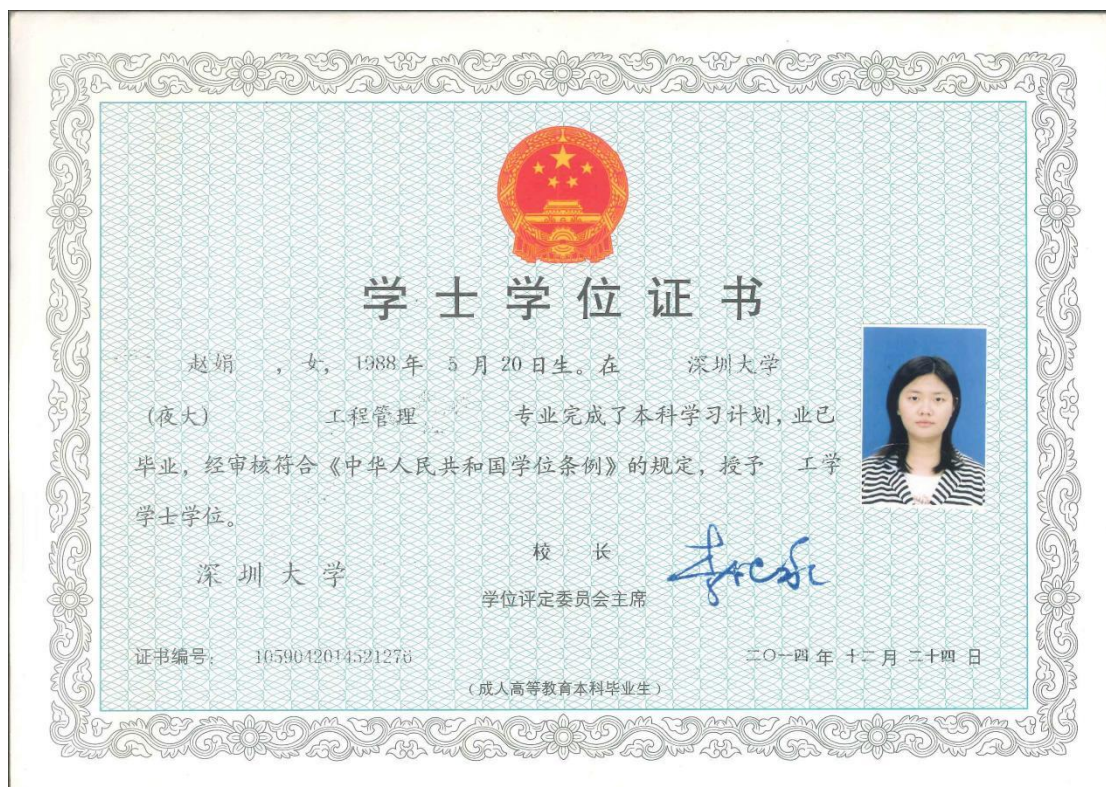 学士学位证书
赵娟 ，女，1988年 5月20日生。在 深圳大学
(夜大) 工程管理 专业完成了本科学习计划，业已
毕业，经审核符合《中华人民共和国学位条例》的规定，授予 工学
学士学位。
深圳大学
校 长
学位评定委员会主席
证书编号： 1059042014521276
二〇一四年 十二月 二十四日
（成人高等教育本科毕业生）